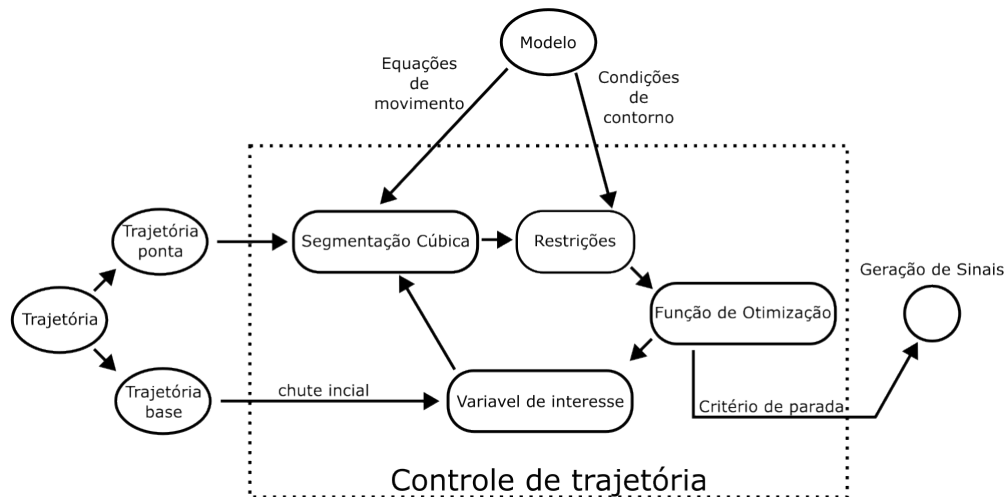 Modelo
Equações
de
movimento
Condições
de
contorno
Trajetória
ponta
Segmentação Cúbica
Restrições
Geração de Sinais
Trajetória
Função de Otimização
Trajetória
base
chute incial
Variavel de interesse
Critério de parada
Controle de trajetória